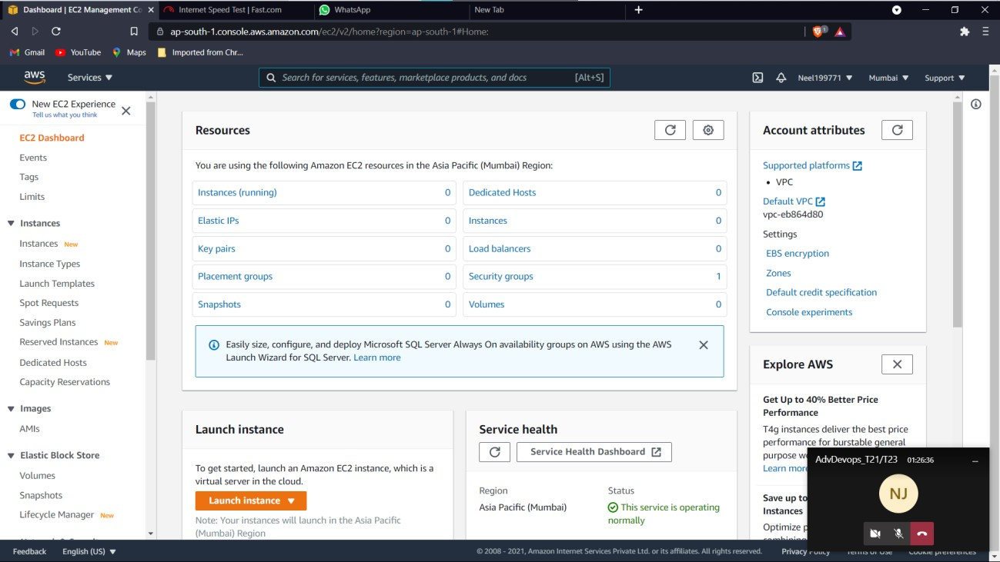 Dashboard | EC2 Management Co
Internet Speed Test | Fast.com
WhatsApp
New Tab
ap-south-1.console.aws.amazon.com/ec2/v2/home?region=ap-south-1#Home:
1
Gmail
YouTube
Maps
Imported from Chr...
aws
Services
Search for services, features, marketplace products, and docs
[Alt+S]
Neel199771
Mumbai
Support
New EC2 Experience
Tell us what you think
EC2 Dashboard
Events
Tags
Limits
Instances
Instances New
Instance Types
Launch Templates
Spot Requests
Savings Plans
Reserved Instances New
Dedicated Hosts
Capacity Reservations
Images
AMIs
Elastic Block Store
Volumes
Snapshots
Lifecycle Manager New
Resources
You are using the following Amazon EC2 resources in the Asia Pacific (Mumbai) Region:
Instances (running) 0
Dedicated Hosts 0
Elastic IPs 0
Instances 0
Key pairs 0
Load balancers 0
Placement groups 0
Security groups 1
Snapshots 0
Volumes 0
Easily size, configure, and deploy Microsoft SQL Server Always On availability groups on AWS using the AWS
Launch Wizard for SQL Server. Learn more
Launch instance
To get started, launch an Amazon EC2 instance, which is a
virtual server in the cloud.
Launch instance
Note: Your instances will launch in the Asia Pacific
(Mumbai) Region
Service health
Service Health Dashboard
Region
Status
Asia Pacific (Mumbai)
This service is operating
normally
Account attributes
Supported platforms
• VPC
Default VPC
vpc-eb864d80
Settings
EBS encryption
Zones
Default credit specification
Console experiments
Explore AWS
Get Up to 40% Better Price
Performance
T4g instances deliver the best price
performance for burstable general
purpose
Learn more
Save up to
Instances
Optimize
AdvDevops_T21/T23 01:26:36
NJ
Feedback
English (US)
© 2008 - 2021, Amazon Internet Services Private Ltd. or its affiliates. All rights reserved.
Privacy Policy
Terms of Use
Cookie preferences